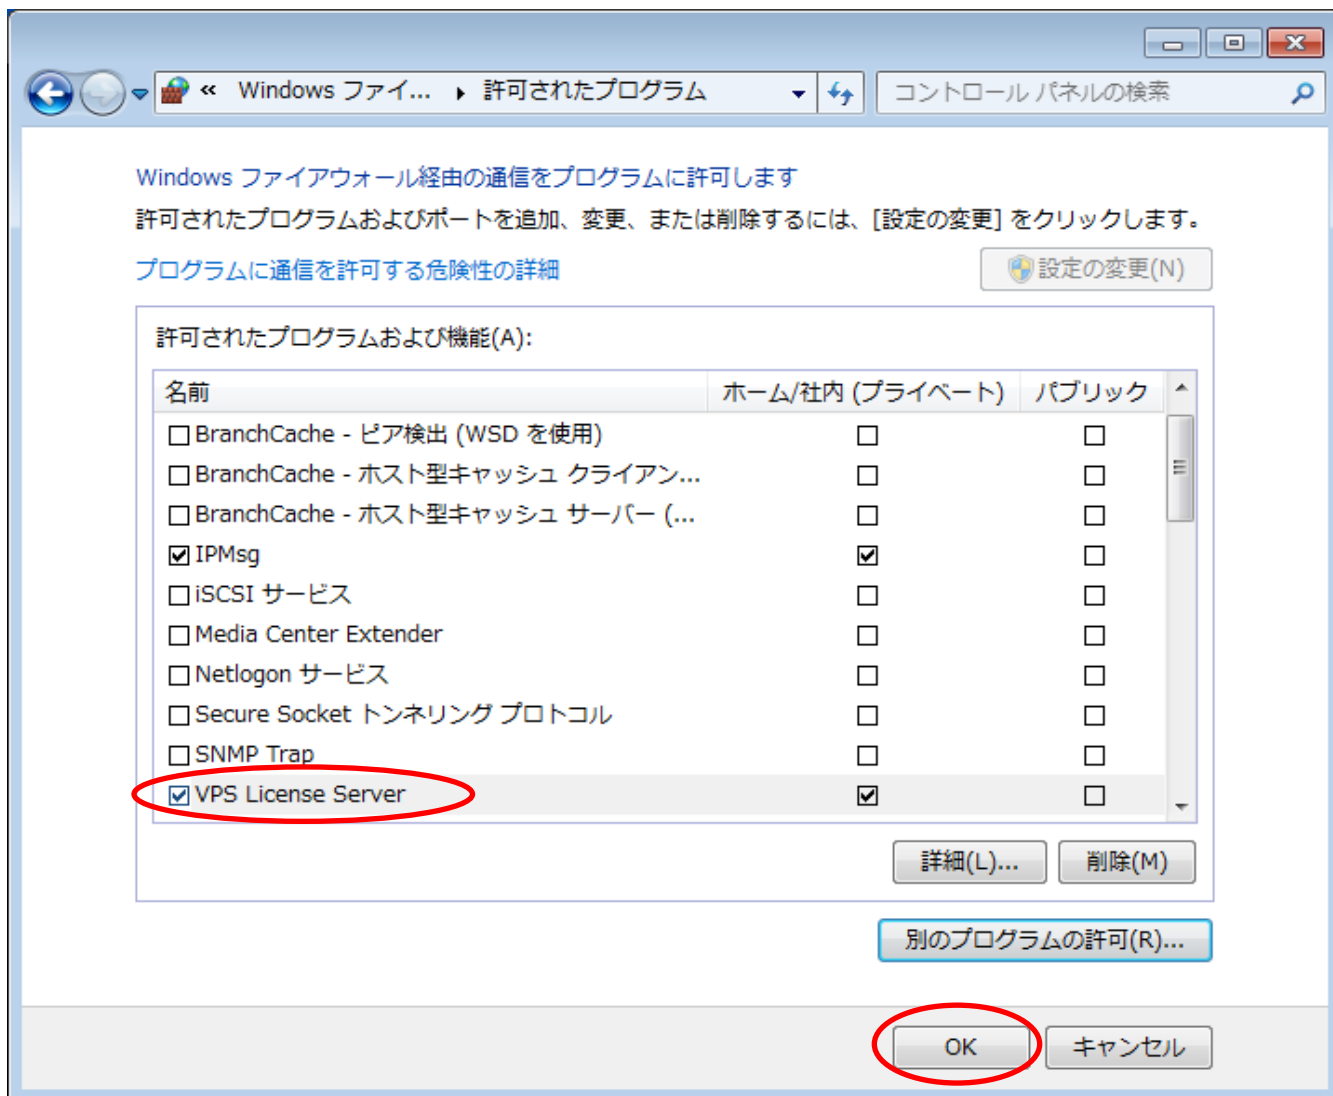 « Windows ファイ... 許可されたプログラム コントロール パネルの検索
Windows ファイアウォール経由の通信をプログラムに許可します
許可されたプログラムおよびポートを追加、変更、または削除するには、[設定の変更] をクリックします。
プログラムに通信を許可する危険性の詳細 設定の変更(N)
許可されたプログラムおよび機能(A):
名前 ホーム/社内 (プライベート) パブリック
BranchCache - ピア検出 (WSD を使用)
BranchCache - ホスト型キャッシュ クライアン...
BranchCache - ホスト型キャッシュ サーバー (...
IPMsg
iSCSI サービス
Media Center Extender
Netlogon サービス
Secure Socket トンネリング プロトコル
SNMP Trap
VPS License Server
詳細(L)... 削除(M)
別のプログラムの許可(R)...
OK キャンセル